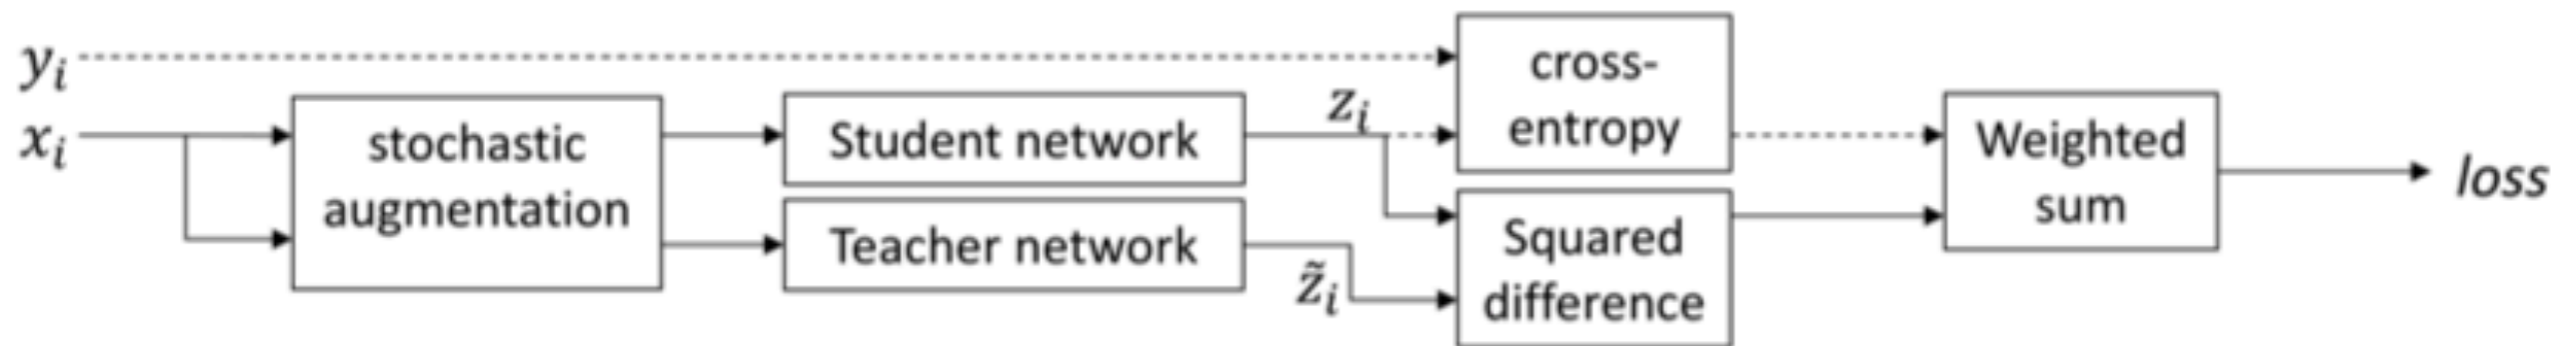 yᵢ
xᵢ
stochastic
augmentation
Student network
Teacher network
zᵢ
z̃ᵢ
cross-
entropy
Squared
difference
Weighted
sum
loss